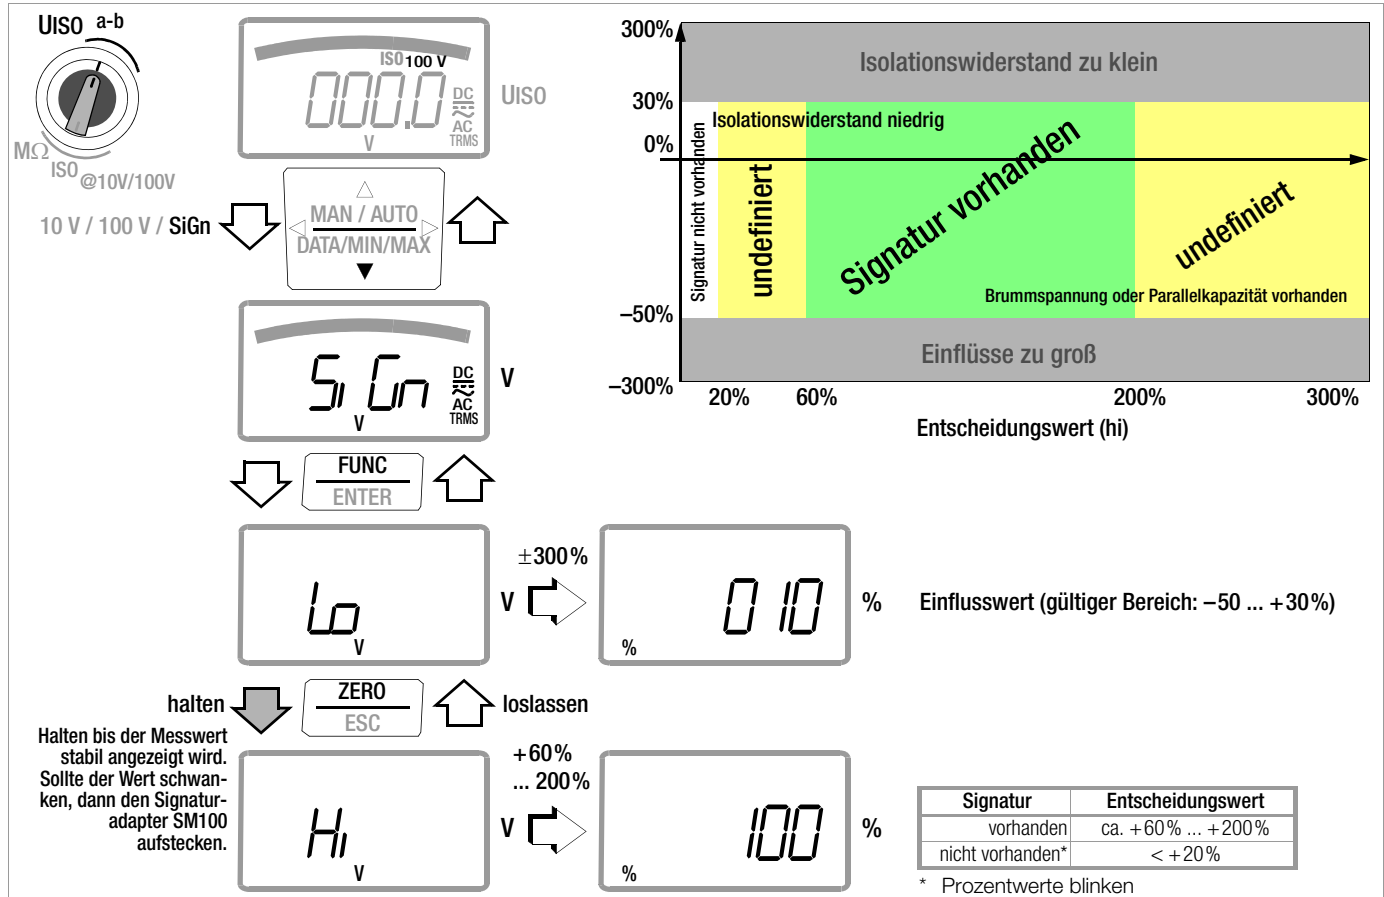 UISO a-b
MΩ
ISO @10V/100V
10 V / 100 V / SiGn
ISO 100 V
000.0
DC
AC
TRMS
V
UISO
MAN / AUTO
DATA/MIN/MAX
SiGn
DC
AC
TRMS
V
V
FUNC
ENTER
Lo
V
V
±300%
010
%
%
Einflusswert (gültiger Bereich: –50 ... +30%)
halten
ZERO
ESC
loslassen
Halten bis der Messwert
stabil angezeigt wird.
Sollte der Wert schwan-
ken, dann den Signatur-
adapter SM100
aufstecken.
Hi
V
+60%
... 200%
V
100
%
%
300%
30%
0%
–50%
–300%
Isolationswiderstand zu klein
Isolationswiderstand niedrig
Signatur nicht vorhanden
undefiniert
Signatur vorhanden
undefiniert
Brummspannung oder Parallelkapazität vorhanden
Einflüsse zu groß
20% 60% 200% 300%
Entscheidungswert (hi)
Signatur Entscheidungswert
vorhanden ca. +60% ... +200%
nicht vorhanden* < +20%
* Prozentwerte blinken